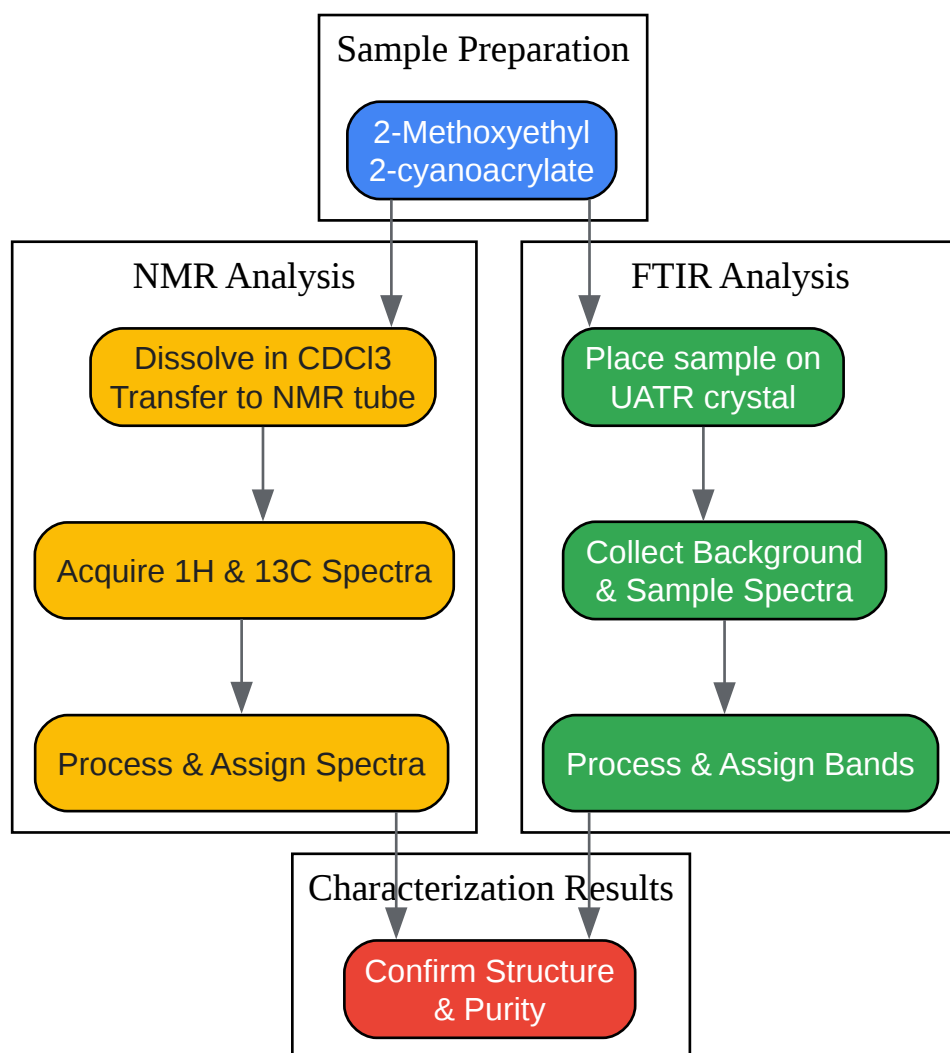 Sample Preparation
2-Methoxyethyl
2-cyanoacrylate
NMR Analysis
Dissolve in CDCl3
Transfer to NMR tube
Acquire 1H & 13C Spectra
Process & Assign Spectra
FTIR Analysis
Place sample on
UATR crystal
Collect Background
& Sample Spectra
Process & Assign Bands
Characterization Results
Confirm Structure
& Purity